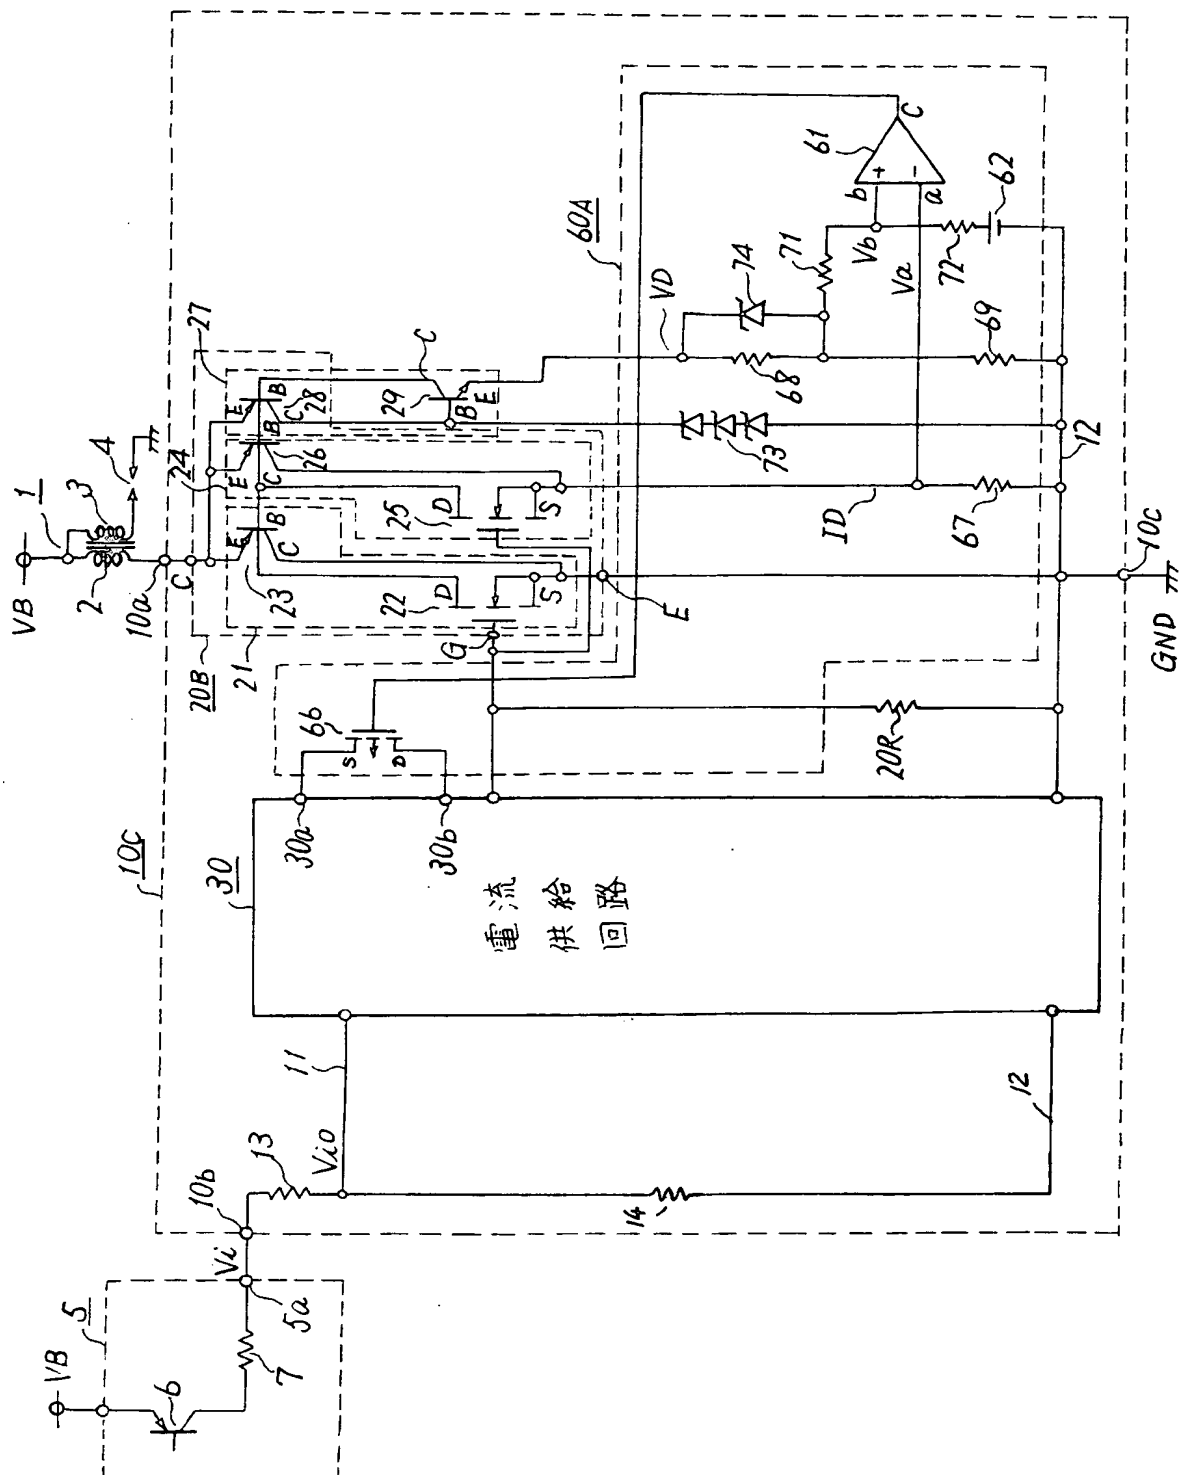 VB
1
2
3
4
10a
C
10C
20B
21
22
23
24
25
26
27
28
29
E
B
C
E
B
C
E
B
C
C
B
E
D
S
D
S
G
E
60A
VD
74
71
68
69
73
ID
67
12
Vb
Va
b
a
+
−
61
C
72
62
66
S
D
30a
30b
20R
10C
GND
30
電流
供給
回路
11
12
Vio
13
14
10b
Vi
5a
5
VB
6
7